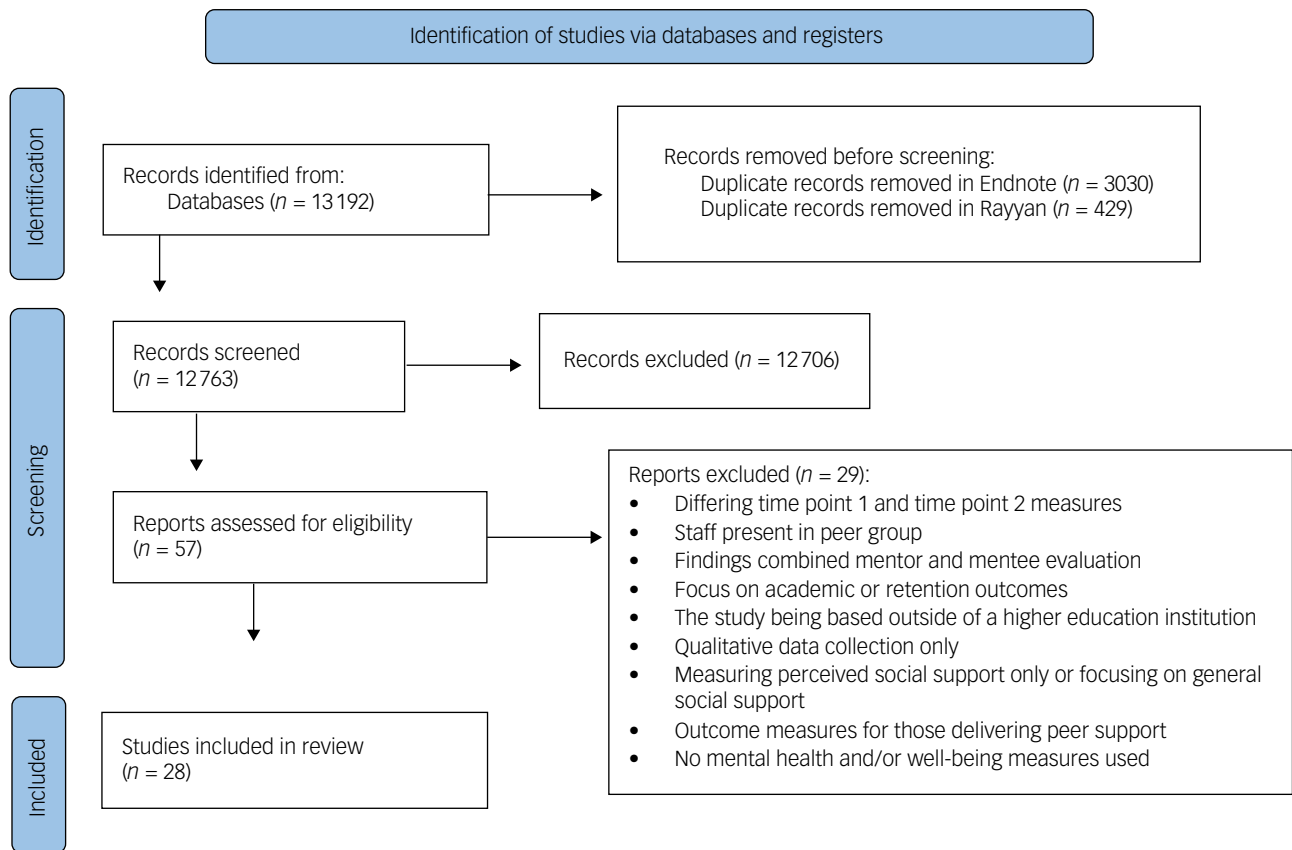 Identification of studies via databases and registers
Identification
Records identified from:
Databases (n = 13 192)
Records removed before screening:
Duplicate records removed in Endnote (n = 3030)
Duplicate records removed in Rayyan (n = 429)
Screening
Records screened
(n = 12 763)
Records excluded (n = 12 706)
Reports assessed for eligibility
(n = 57)
Reports excluded (n = 29):
• Differing time point 1 and time point 2 measures
• Staff present in peer group
• Findings combined mentor and mentee evaluation
• Focus on academic or retention outcomes
• The study being based outside of a higher education institution
• Qualitative data collection only
• Measuring perceived social support only or focusing on general
social support
• Outcome measures for those delivering peer support
• No mental health and/or well-being measures used
Included
Studies included in review
(n = 28)